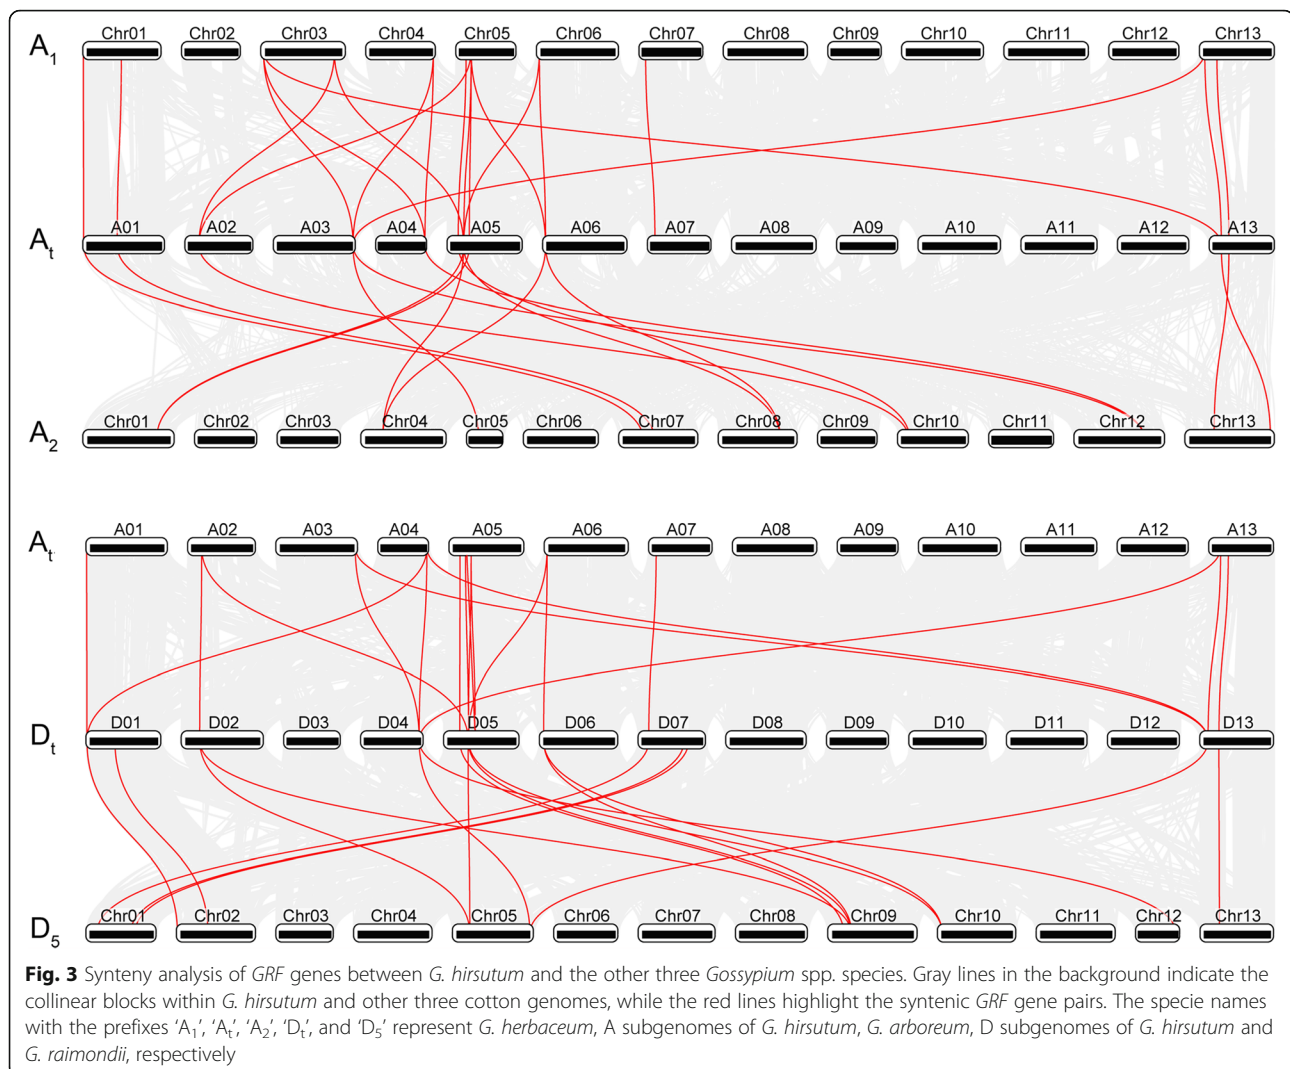 A1 Chr01 Chr02 Chr03 Chr04 Chr05 Chr06 Chr07 Chr08 Chr09 Chr10 Chr11 Chr12 Chr13
At A01 A02 A03 A04 A05 A06 A07 A08 A09 A10 A11 A12 A13
A2 Chr01 Chr02 Chr03 Chr04 Chr05 Chr06 Chr07 Chr08 Chr09 Chr10 Chr11 Chr12 Chr13
At A01 A02 A03 A04 A05 A06 A07 A08 A09 A10 A11 A12 A13
Dt D01 D02 D03 D04 D05 D06 D07 D08 D09 D10 D11 D12 D13
D5 Chr01 Chr02 Chr03 Chr04 Chr05 Chr06 Chr07 Chr08 Chr09 Chr10 Chr11 Chr12 Chr13
Fig. 3 Synteny analysis of GRF genes between G. hirsutum and the other three Gossypium spp. species. Gray lines in the background indicate the
collinear blocks within G. hirsutum and other three cotton genomes, while the red lines highlight the syntenic GRF gene pairs. The specie names
with the prefixes ‘A1’, ‘At’, ‘A2’, ‘Dt’, and ‘D5’ represent G. herbaceum, A subgenomes of G. hirsutum, G. arboreum, D subgenomes of G. hirsutum and
G. raimondii, respectively